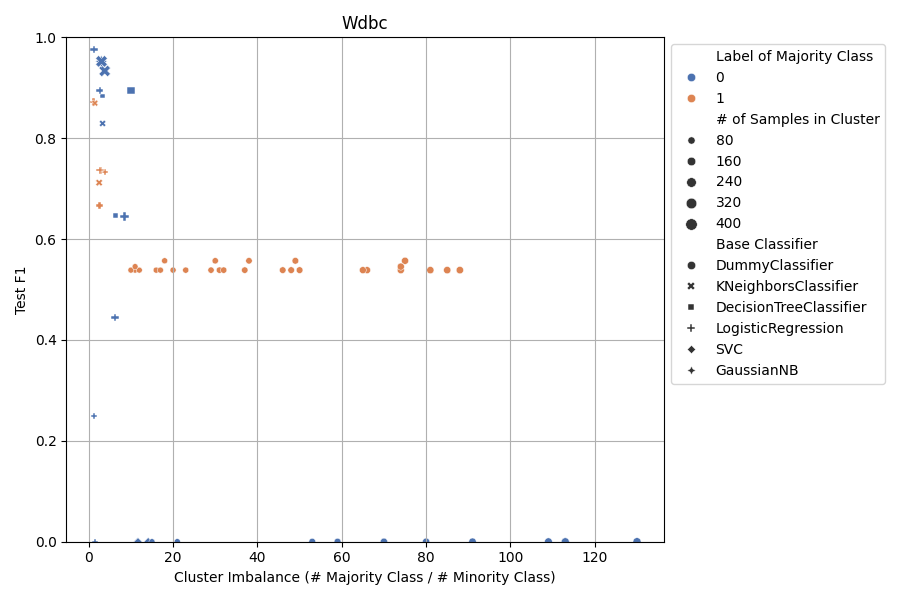 Wdbc
1.0
0.8
0.6
0.4
0.2
0.0
Test F1
0 20 40 60 80 100 120
Cluster Imbalance (# Majority Class / # Minority Class)
Label of Majority Class
0
1
# of Samples in Cluster
80
160
240
320
400
Base Classifier
DummyClassifier
KNeighborsClassifier
DecisionTreeClassifier
LogisticRegression
SVC
GaussianNB